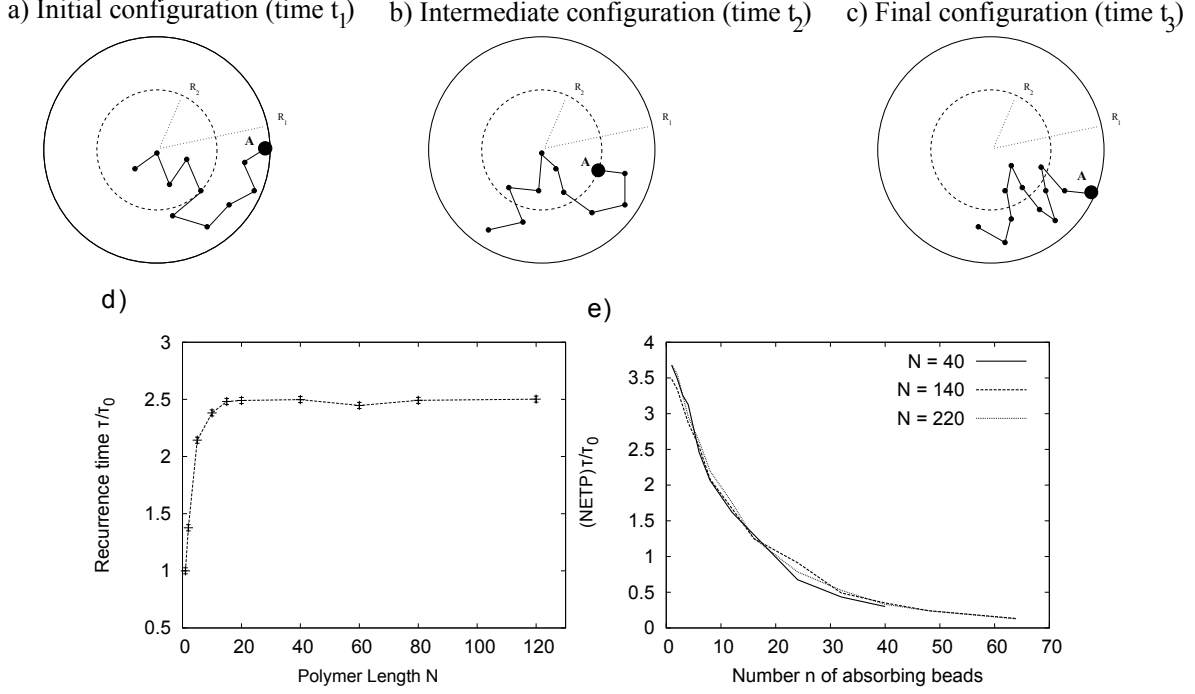 a) Initial configuration (time t₁) b) Intermediate configuration (time t₂) c) Final configuration (time t₃)
R₂ R₂ R₂
R₁ R₁ R₁
A A A
d)
3
2.5
2
1.5
1
0.5
0 20 40 60 80 100 120
Recurrence time τ/τ₀
Polymer Length N
e)
4
3.5
3
2.5
2
1.5
1
0.5
0
0 10 20 30 40 50 60 70
(NETP) τ/τ₀
Number n of absorbing beads
N = 40
N = 140
N = 220